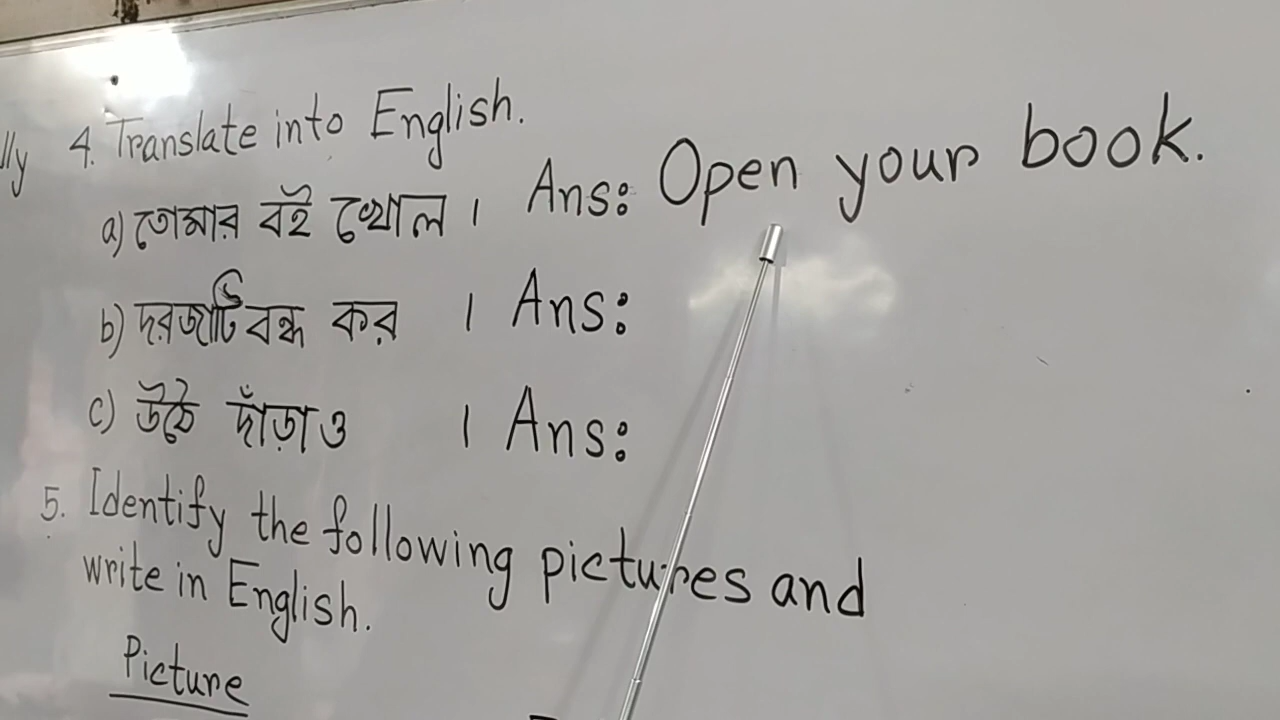 lly
4. Translate into English.
a) তোমার বই খোল । Ans: Open your book.
b) দরজাটি বন্ধ কর । Ans:
c) উঠে দাঁড়াও । Ans:
5. Identify the following pictures and
write in English.
Picture